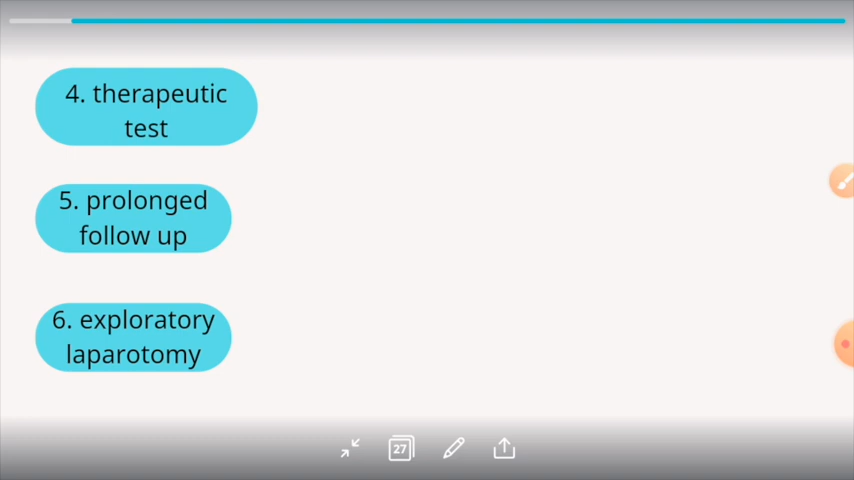 4. therapeutic
test
5. prolonged
follow up
6. exploratory
laparotomy
27